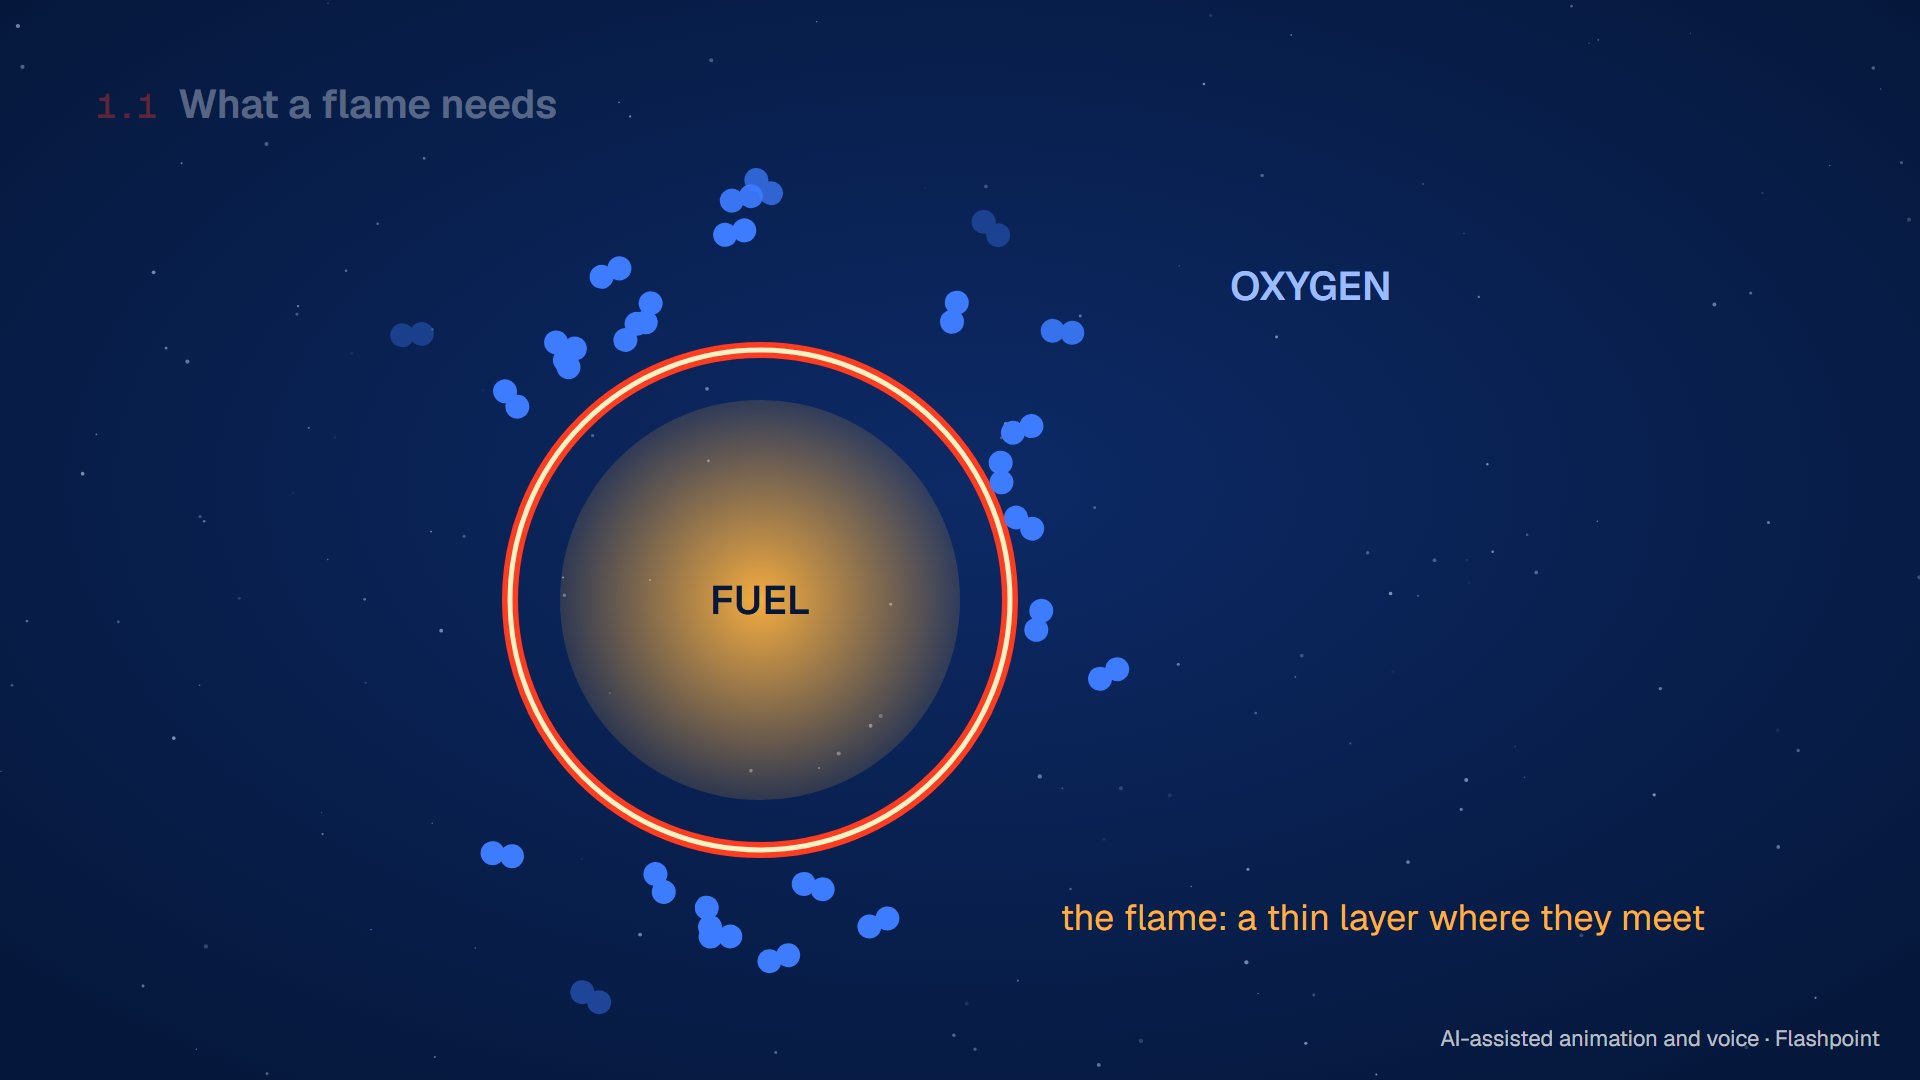 1.1 What a flame needs
OXYGEN
FUEL
the flame: a thin layer where they meet
AI-assisted animation and voice · Flashpoint